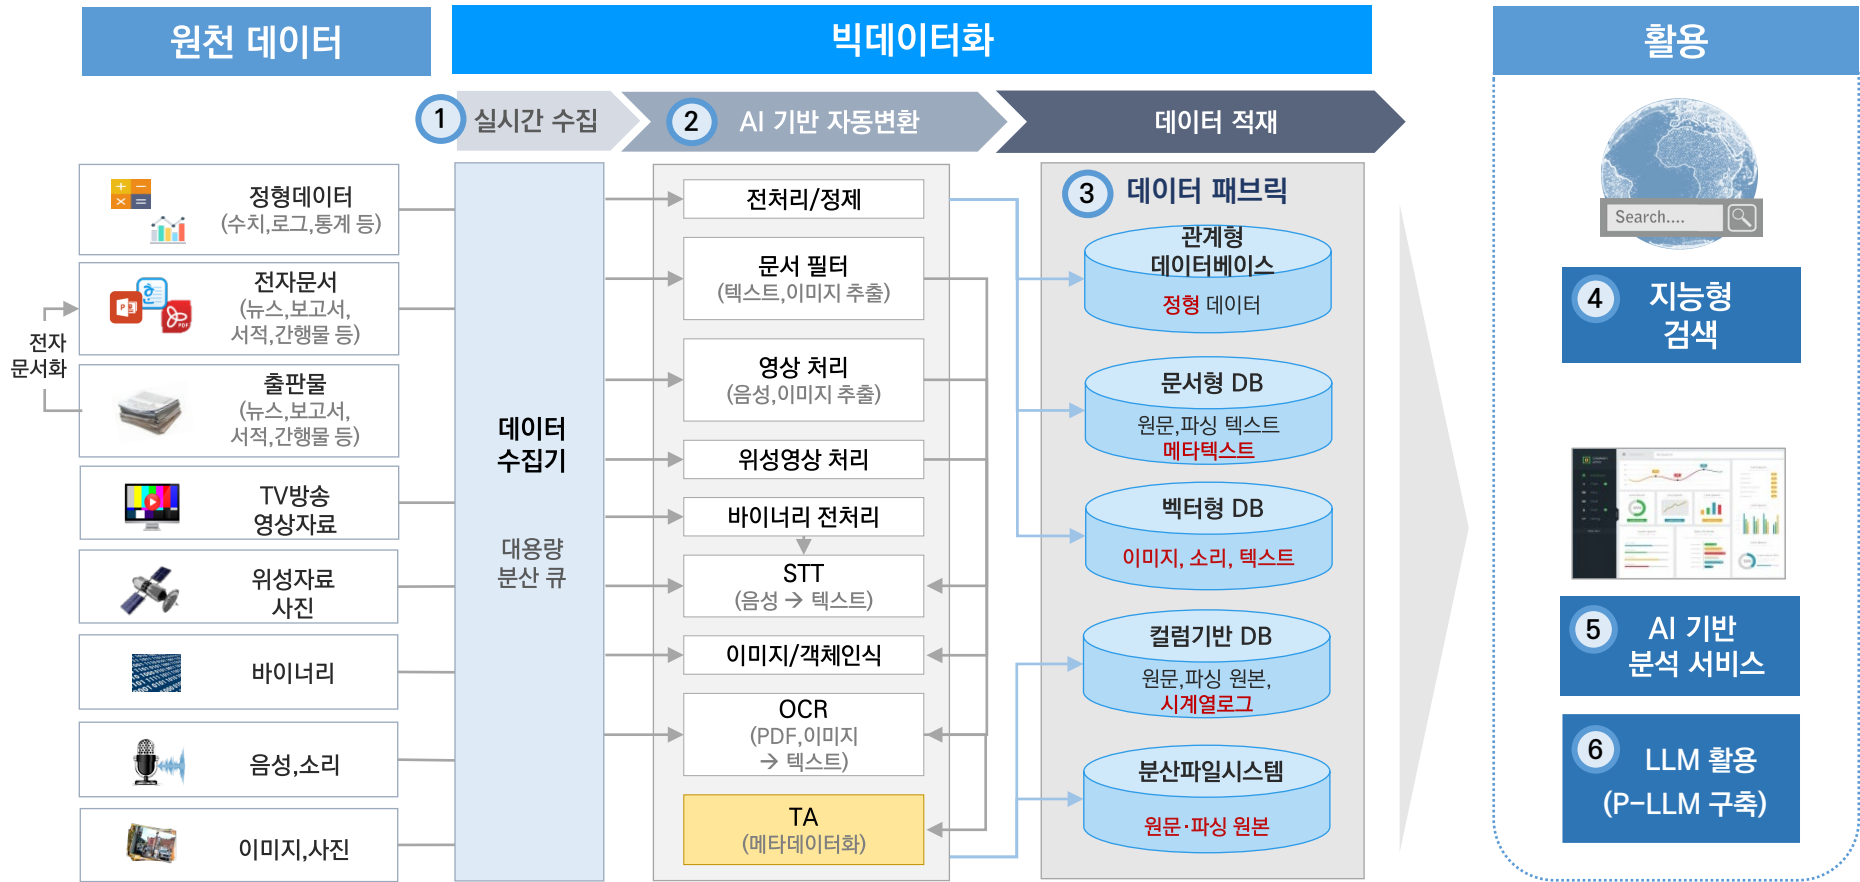 원천 데이터
빅데이터화
활용
1 실시간 수집
2 AI 기반 자동변환
데이터 적재
정형데이터
(수치,로그,통계 등)
전자문서
(뉴스,보고서,
서적,간행물 등)
전자
문서화
출판물
(뉴스,보고서,
서적,간행물 등)
TV방송
영상자료
위성자료
사진
바이너리
음성,소리
이미지,사진
데이터
수집기
대용량
분산 큐
전처리/정제
문서 필터
(텍스트,이미지 추출)
영상 처리
(음성,이미지 추출)
위성영상 처리
바이너리 전처리
STT
(음성 → 텍스트)
이미지/객체인식
OCR
(PDF,이미지
→ 텍스트)
TA
(메타데이터화)
3 데이터 패브릭
관계형
데이터베이스
정형 데이터
문서형 DB
원문,파싱 텍스트
메타텍스트
벡터형 DB
이미지, 소리, 텍스트
컬럼기반 DB
원문,파싱 원본,
시계열로그
분산파일시스템
원문·파싱 원본
Search....
4 지능형
검색
5 AI 기반
분석 서비스
6 LLM 활용
(P-LLM 구축)